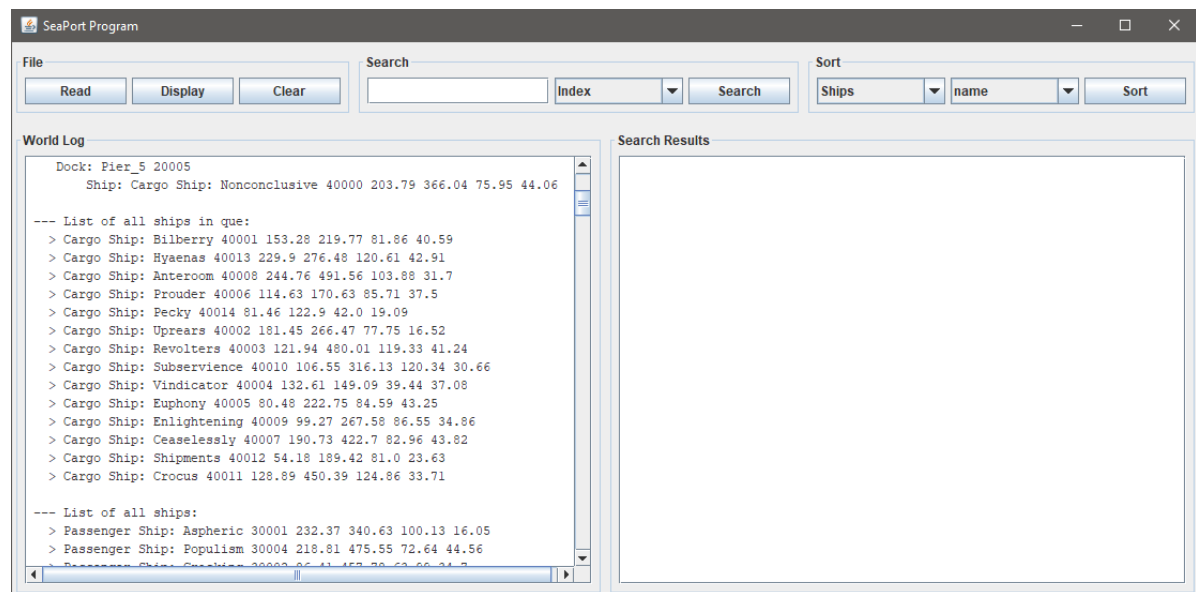 SeaPort Program
File
Read Display Clear
Search
Index Search
Sort
Ships name Sort
World Log
Dock: Pier_5 20005
Ship: Cargo Ship: Nonconclusive 40000 203.79 366.04 75.95 44.06
--- List of all ships in que:
> Cargo Ship: Bilberry 40001 153.28 219.77 81.86 40.59
> Cargo Ship: Hyaenas 40013 229.9 276.48 120.61 42.91
> Cargo Ship: Anteroom 40008 244.76 491.56 103.88 31.7
> Cargo Ship: Prouder 40006 114.63 170.63 85.71 37.5
> Cargo Ship: Pecky 40014 81.46 122.9 42.0 19.09
> Cargo Ship: Uprears 40002 181.45 266.47 77.75 16.52
> Cargo Ship: Revolters 40003 121.94 480.01 119.33 41.24
> Cargo Ship: Subservience 40010 106.55 316.13 120.34 30.66
> Cargo Ship: Vindicator 40004 132.61 149.09 39.44 37.08
> Cargo Ship: Euphony 40005 80.48 222.75 84.59 43.25
> Cargo Ship: Enlightening 40009 99.27 267.58 86.55 34.86
> Cargo Ship: Ceaselessly 40007 190.73 422.7 82.96 43.82
> Cargo Ship: Shipments 40012 54.18 189.42 81.0 23.63
> Cargo Ship: Crocus 40011 128.89 450.39 124.86 33.71
--- List of all ships:
> Passenger Ship: Aspheric 30001 232.37 340.63 100.13 16.05
> Passenger Ship: Populism 30004 218.81 475.55 72.64 44.56
> Passenger Ship:
Search Results